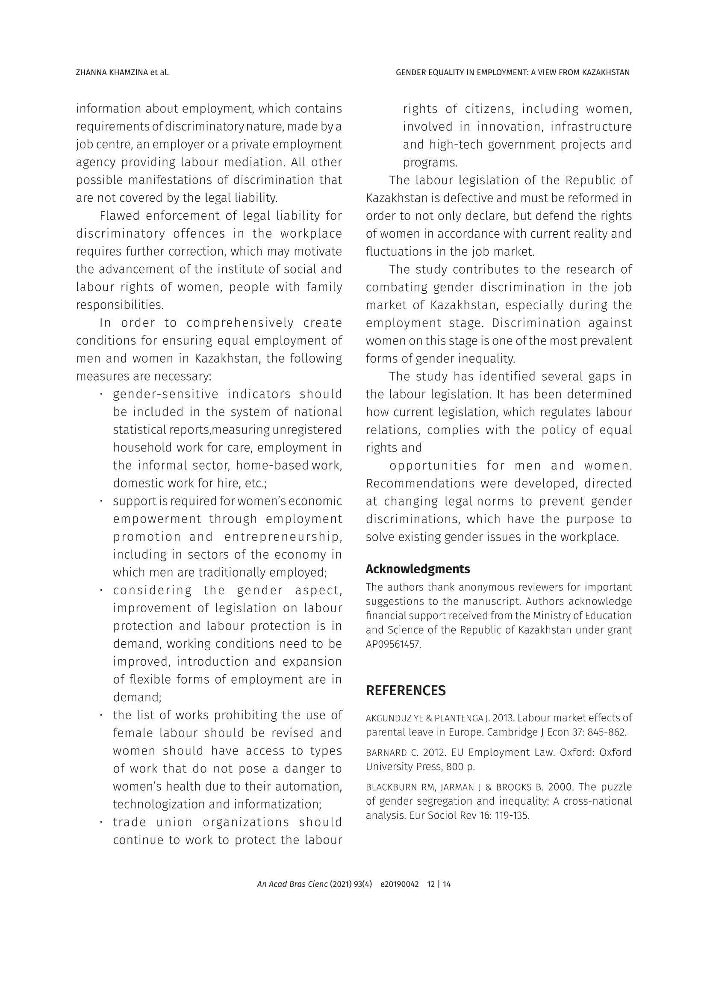 ZHANNA KHAMZINA et al.
GENDER EQUALITY IN EMPLOYMENT: A VIEW FROM KAZAKHSTAN
information about employment, which contains
requirements of discriminatory nature, made by a
job centre, an employer or a private employment
agency providing labour mediation. All other
possible manifestations of discrimination that
are not covered by the legal liability.
Flawed enforcement of legal liability for
discriminatory offences in the workplace
requires further correction, which may motivate
the advancement of the institute of social and
labour rights of women, people with family
responsibilities.
In order to comprehensively create
conditions for ensuring equal employment of
men and women in Kazakhstan, the following
measures are necessary:
• gender-sensitive indicators should
be included in the system of national
statistical reports,measuring unregistered
household work for care, employment in
the informal sector, home-based work,
domestic work for hire, etc.;
• support is required for women’s economic
empowerment through employment
promotion and entrepreneurship,
including in sectors of the economy in
which men are traditionally employed;
• considering the gender aspect,
improvement of legislation on labour
protection and labour protection is in
demand, working conditions need to be
improved, introduction and expansion
of flexible forms of employment are in
demand;
• the list of works prohibiting the use of
female labour should be revised and
women should have access to types
of work that do not pose a danger to
women’s health due to their automation,
technologization and informatization;
• trade union organizations should
continue to work to protect the labour
rights of citizens, including women,
involved in innovation, infrastructure
and high-tech government projects and
programs.
The labour legislation of the Republic of
Kazakhstan is defective and must be reformed in
order to not only declare, but defend the rights
of women in accordance with current reality and
fluctuations in the job market.
The study contributes to the research of
combating gender discrimination in the job
market of Kazakhstan, especially during the
employment stage. Discrimination against
women on this stage is one of the most prevalent
forms of gender inequality.
The study has identified several gaps in
the labour legislation. It has been determined
how current legislation, which regulates labour
relations, complies with the policy of equal
rights and
opportunities for men and women.
Recommendations were developed, directed
at changing legal norms to prevent gender
discriminations, which have the purpose to
solve existing gender issues in the workplace.
Acknowledgments
The authors thank anonymous reviewers for important
suggestions to the manuscript. Authors acknowledge
financial support received from the Ministry of Education
and Science of the Republic of Kazakhstan under grant
AP09561457.
REFERENCES
AKGUNDUZ YE & PLANTENGA J. 2013. Labour market effects of
parental leave in Europe. Cambridge J Econ 37: 845-862.
BARNARD C. 2012. EU Employment Law. Oxford: Oxford
University Press, 800 p.
BLACKBURN RM, JARMAN J & BROOKS B. 2000. The puzzle
of gender segregation and inequality: A cross-national
analysis. Eur Sociol Rev 16: 119-135.
An Acad Bras Cienc (2021) 93(4) e20190042 12 | 14